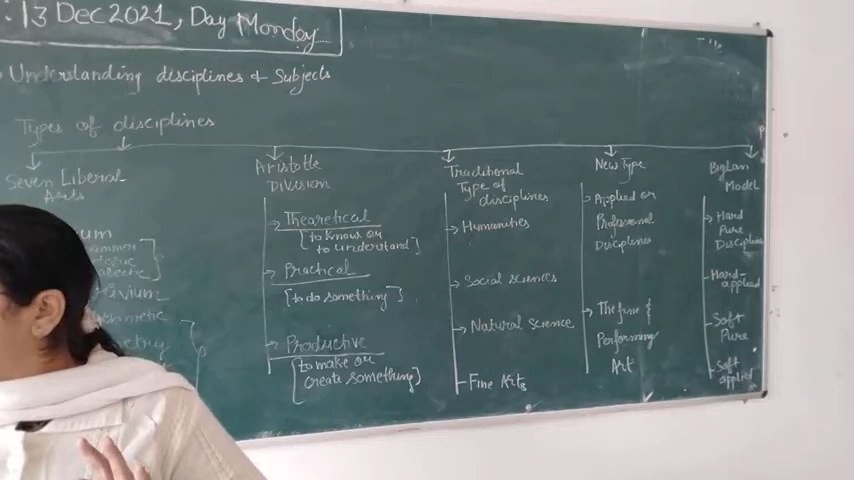 : 13 Dec 2021, Day Monday
Understanding disciplines & Subjects
Types of disciplines
Seven Liberal
Arts
ium
metry
Aristotle
Division
Theoretical
[to know or
to understand]
Practical
[to do something]
Productive
[to make or
create something]
Traditional
Type of
disciplines
Humanities
Social sciences
Natural Science
Fine Arts
New Type
Applied or
Professional
Disciplines
The fine &
Performing
Art
Biglan
Model
Hard
Pure
Disciplines
Hard-
applied
Soft
Pure
Soft
applied